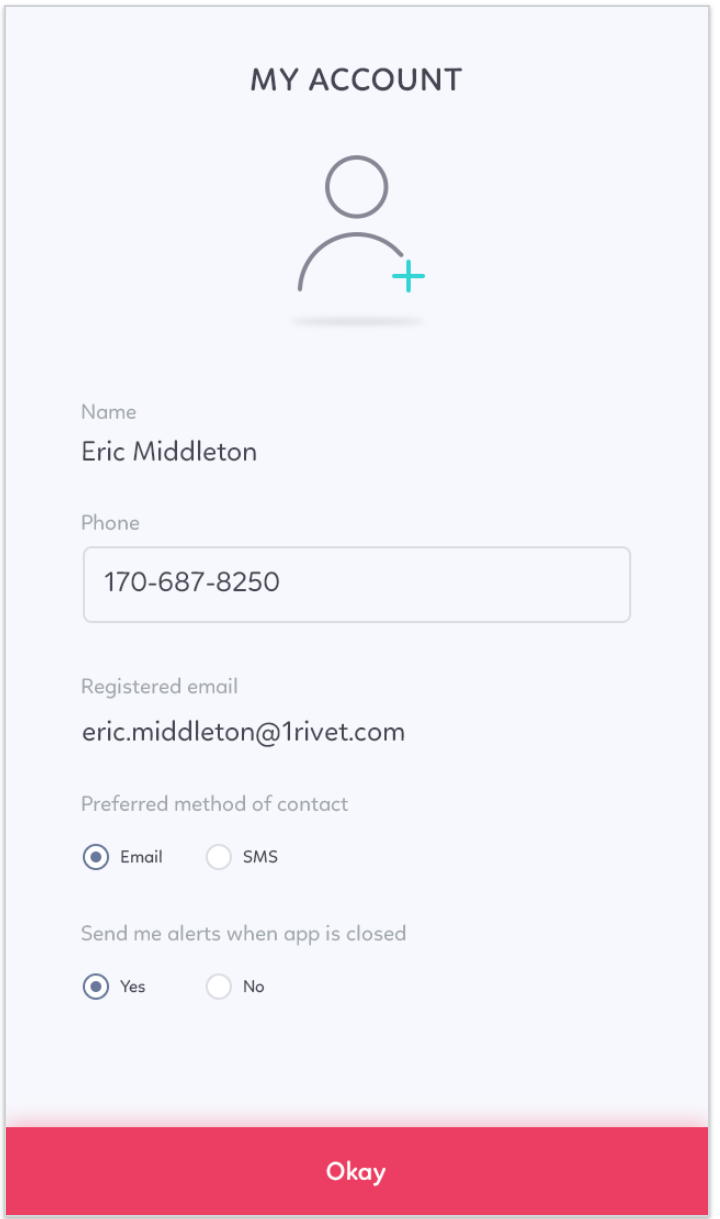 MY ACCOUNT
Name
Eric Middleton
Phone
170-687-8250
Registered email
eric.middleton@1rivet.com
Preferred method of contact
Email SMS
Send me alerts when app is closed
Yes No
Okay